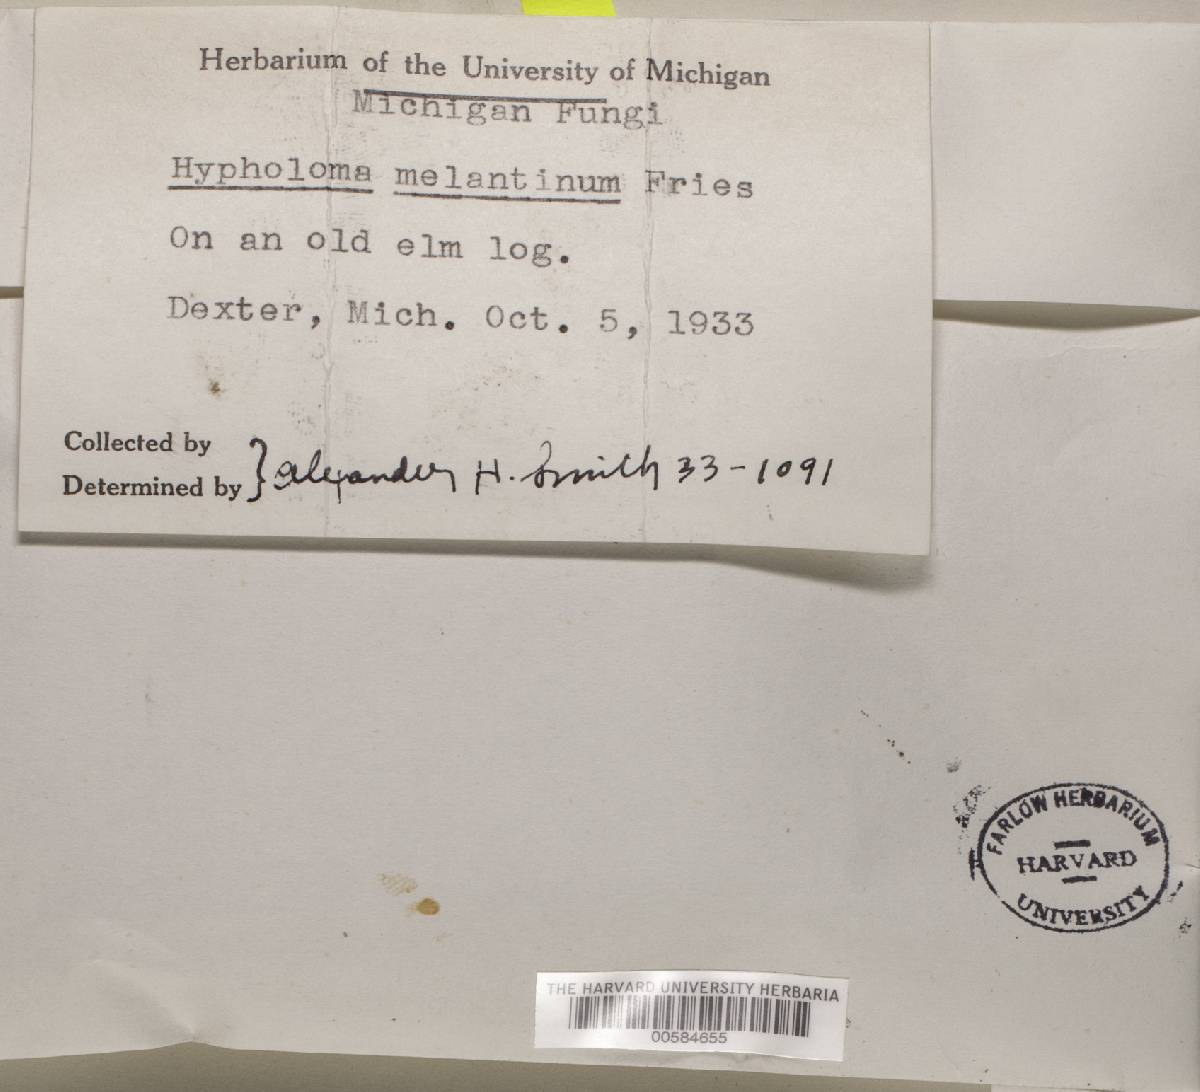 Herbarium of the University of Michigan
Michigan Fungi
Hypholoma melantinum Fries
On an old elm log.
Dexter, Mich. Oct. 5, 1933
Collected by
Determined by } Alexander H. Smith 33-1091
FARLOW HERBARIUM
HARVARD
UNIVERSITY
THE HARVARD UNIVERSITY HERBARIA
00584655